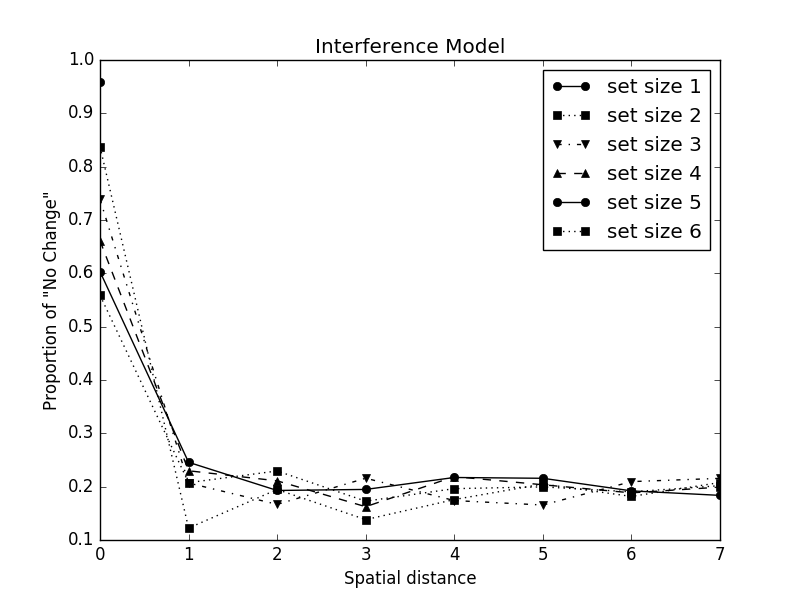 Interference Model
1.0
0.9
0.8
0.7
0.6
0.5
0.4
0.3
0.2
0.1
Proportion of "No Change"
set size 1
set size 2
set size 3
set size 4
set size 5
set size 6
0 1 2 3 4 5 6 7
Spatial distance